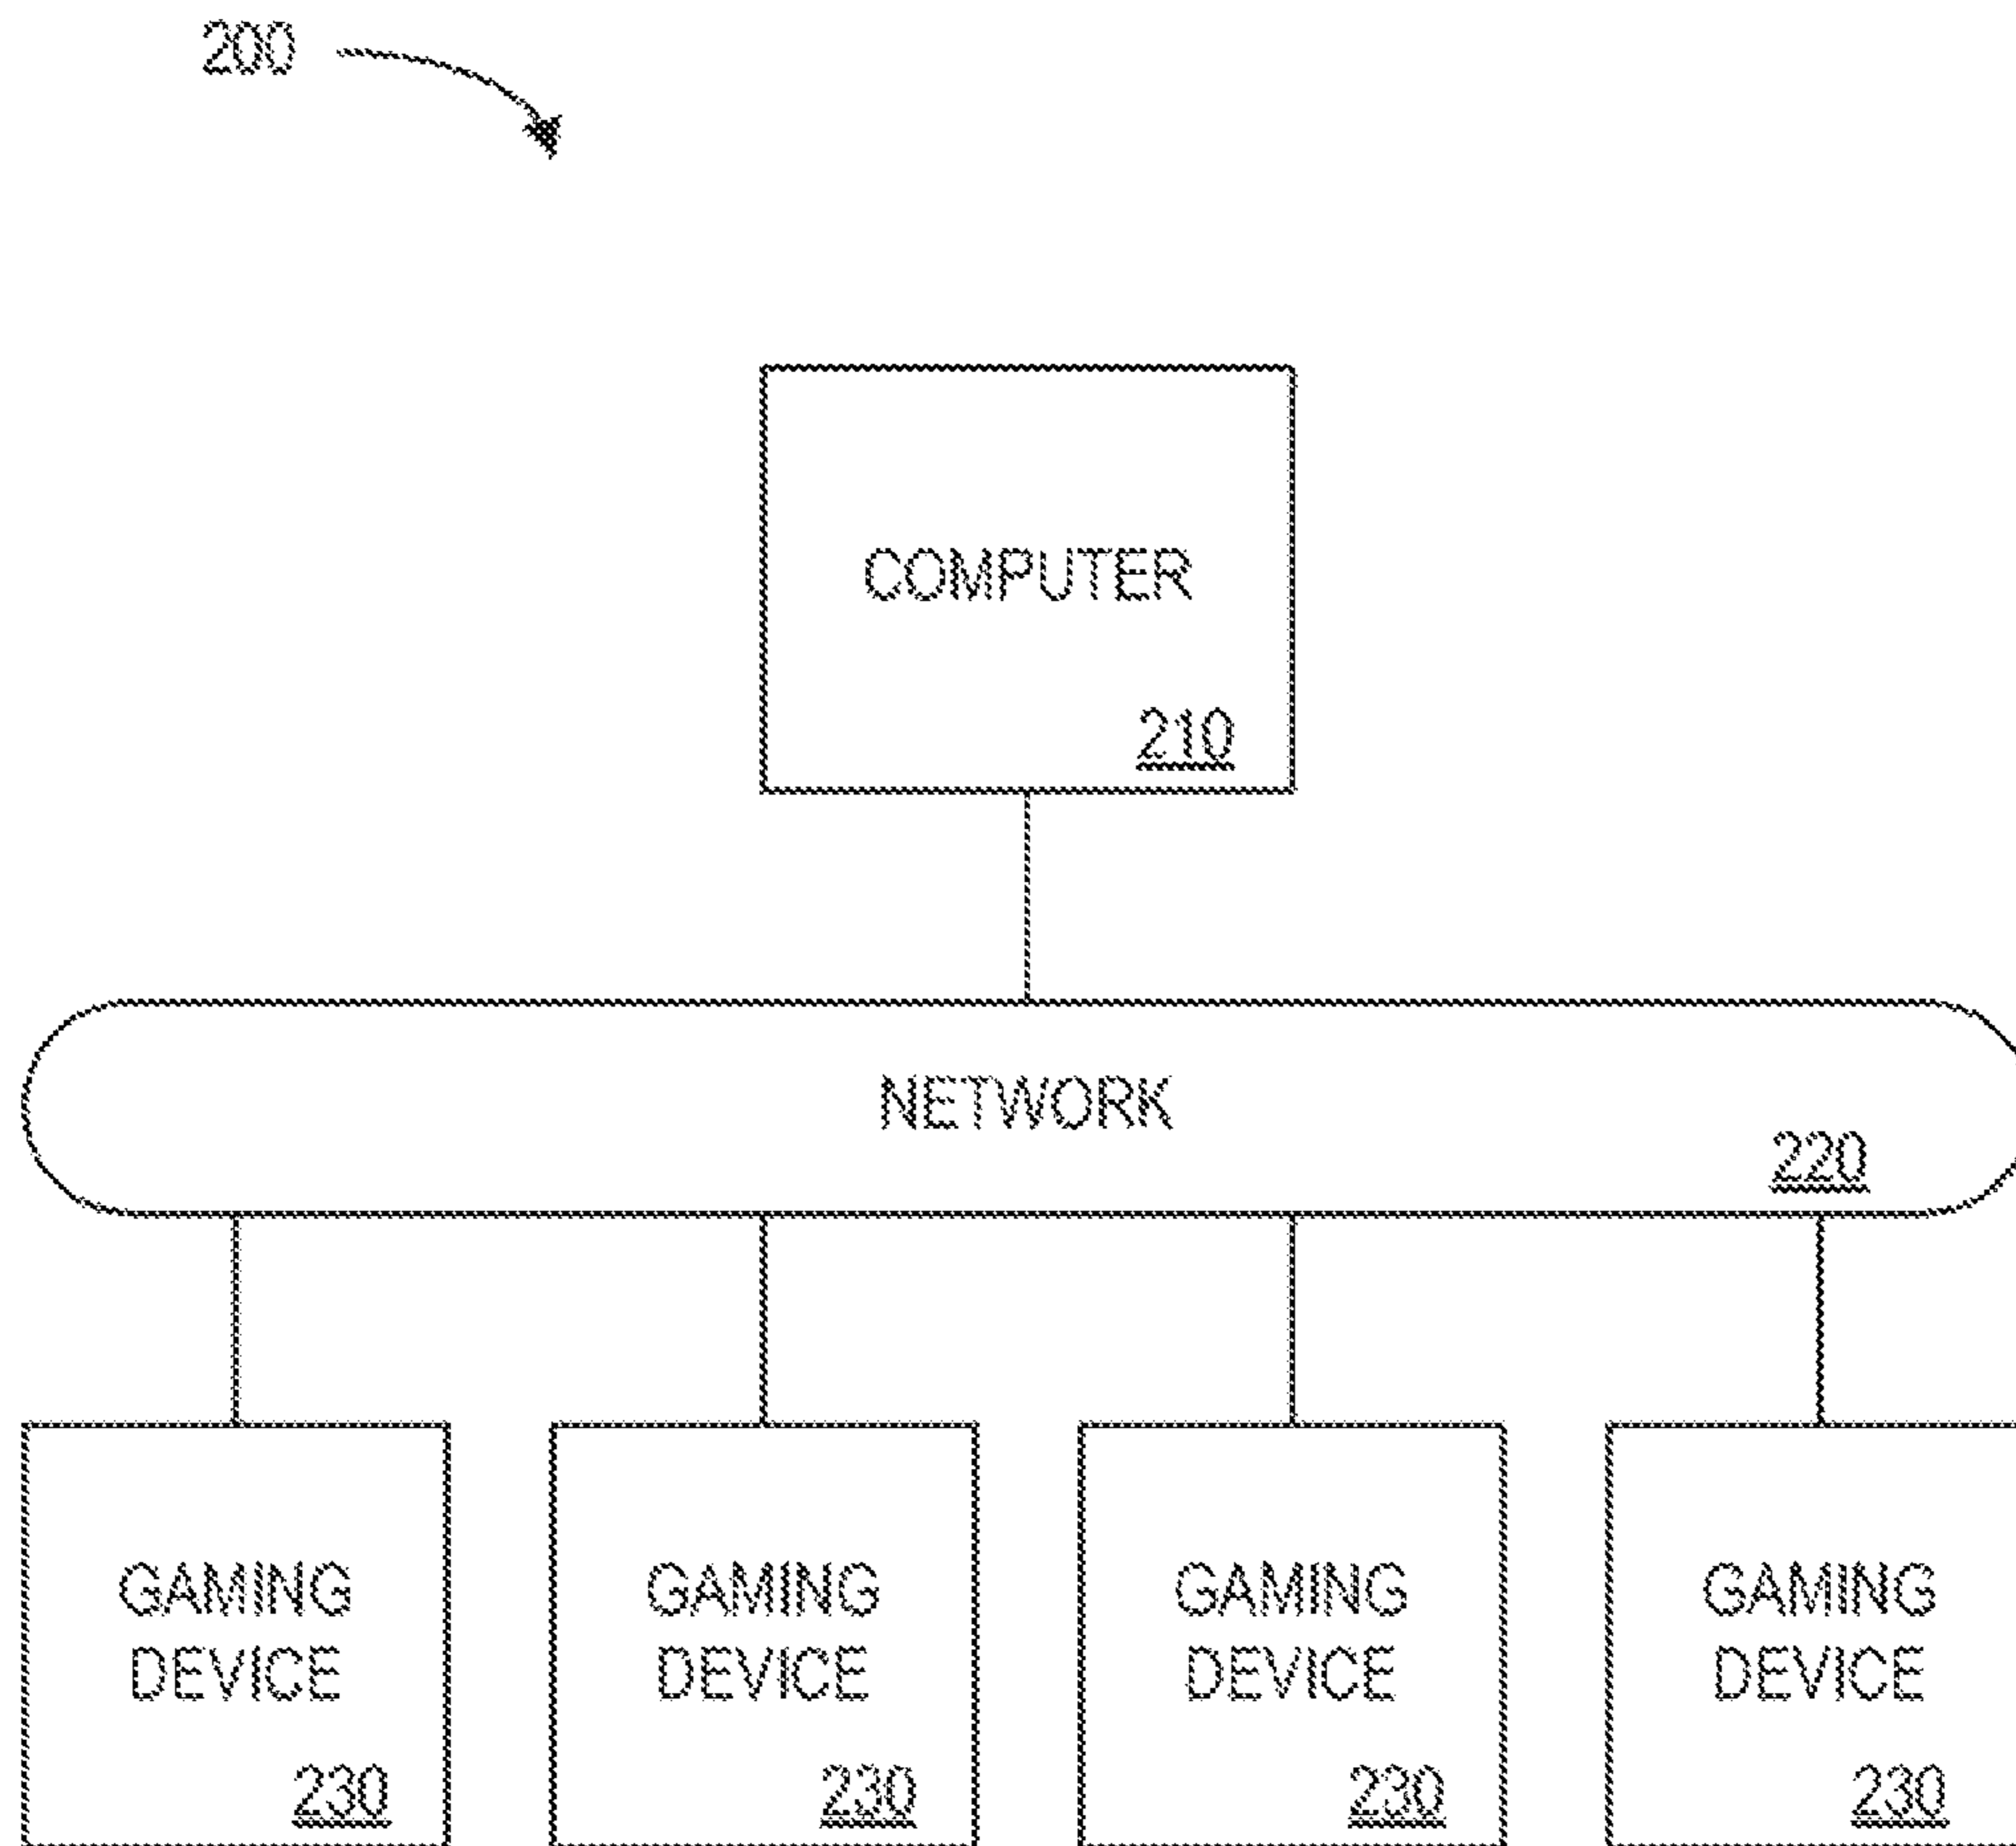 200
COMPUTER
210
NETWORK
220
GAMING GAMING GAMING GAMING
DEVICE DEVICE DEVICE DEVICE
230 230 230 230